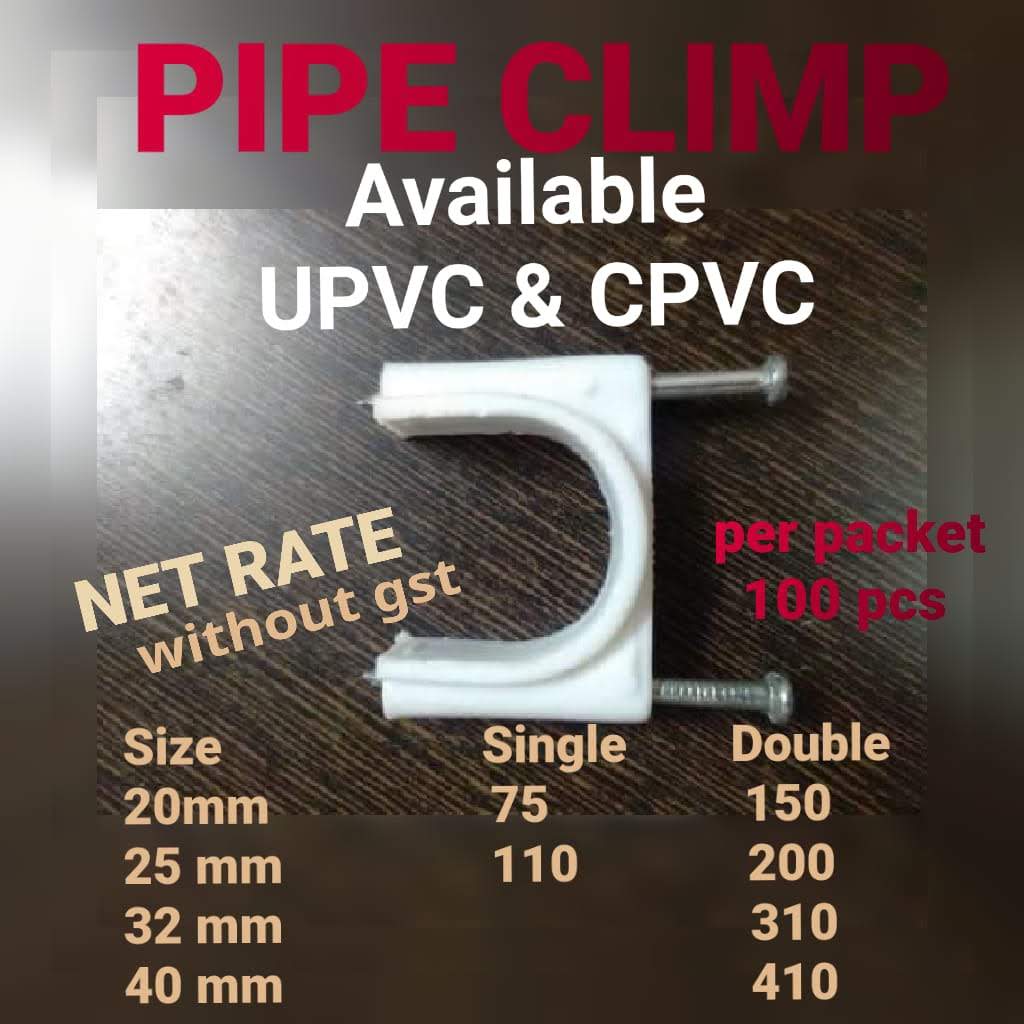 PIPE CLIMP
Available
UPVC & CPVC
NET RATE
without gst
per packet
100 pcs
Size Single Double
20mm 75 150
25 mm 110 200
32 mm 310
40 mm 410